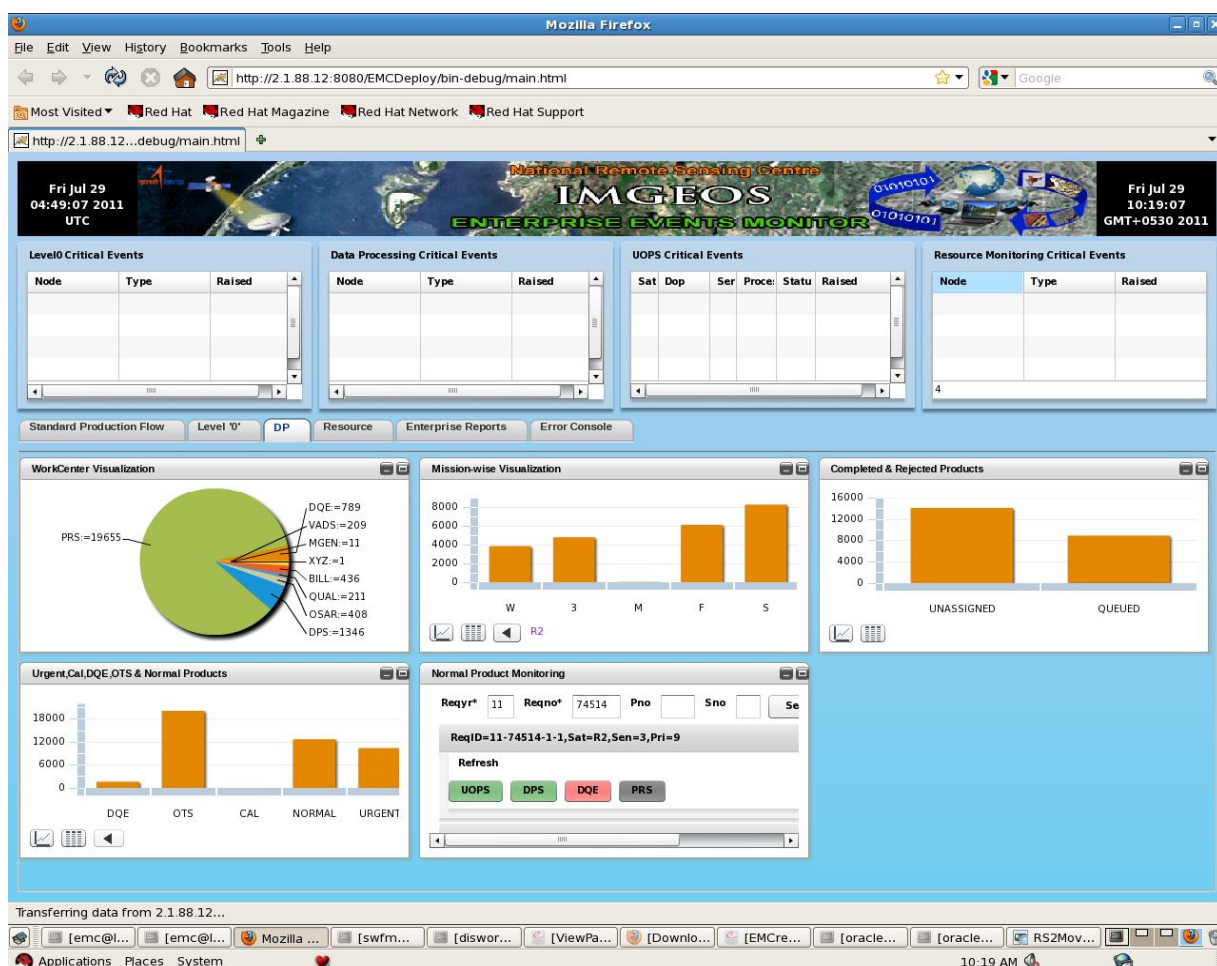 Mozilla Firefox
File Edit View History Bookmarks Tools Help
http://2.1.88.12:8080/EMCDeploy/bin-debug/main.html
Google
Most Visited Red Hat Red Hat Magazine Red Hat Network Red Hat Support
http://2.1.88.12...debug/main.html
Fri Jul 29
04:49:07 2011
UTC
National Remote Sensing Centre
IMGEOS
ENTERPRISE EVENTS MONITOR
01010101
01010101
Fri Jul 29
10:19:07
GMT+0530 2011
Level0 Critical Events
Node Type Raised
Data Processing Critical Events
Node Type Raised
UOPS Critical Events
Sat Dop Ser Proce Statu Raised
Resource Monitoring Critical Events
Node Type Raised
4
Standard Production Flow Level '0' DP Resource Enterprise Reports Error Console
WorkCenter Visualization
PRS:=19655
DQE:=789
VADS:=209
MGEN:=11
XYZ:=1
BILL:=436
QUAL:=211
OSAR:=408
DPS:=1346
Mission-wise Visualization
8000
6000
4000
2000
0
W 3 M F S
R2
Completed & Rejected Products
16000
12000
8000
4000
0
UNASSIGNED QUEUED
Urgent,Cal,DQE,OTS & Normal Products
18000
12000
6000
0
DQE OTS CAL NORMAL URGENT
Normal Product Monitoring
Reqyr* 11 Reqno* 74514 Pno Sno Se
ReqID=11-74514-1-1,Sat=R2,Sen=3,Pri=9
Refresh
UOPS DPS DQE PRS
Transferring data from 2.1.88.12...
[emc@l... [emc@l... Mozilla ... [swfm... [diswor... [ViewPa... [Downlo... [EMCre... [oracle... [oracle... RS2Mov...
Applications Places System 10:19 AM